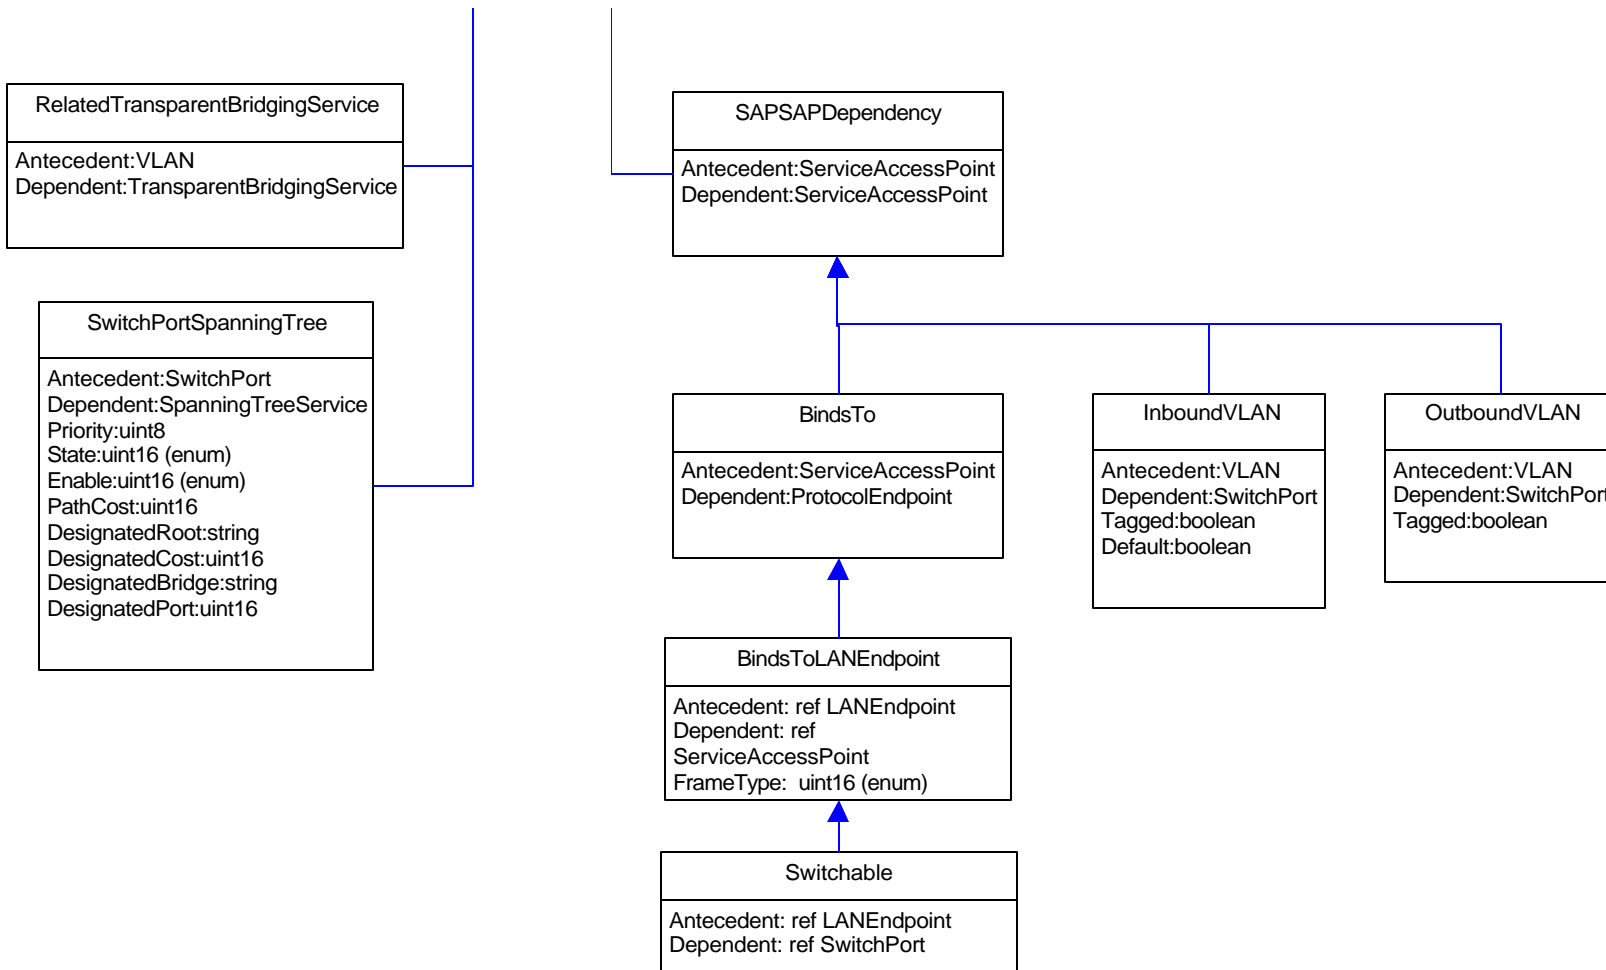 RelatedTransparentBridgingService
Antecedent:VLAN
Dependent:TransparentBridgingService
SAPSAPDependency
Antecedent:ServiceAccessPoint
Dependent:ServiceAccessPoint
SwitchPortSpanningTree
Antecedent:SwitchPort
Dependent:SpanningTreeService
Priority:uint8
State:uint16 (enum)
Enable:uint16 (enum)
PathCost:uint16
DesignatedRoot:string
DesignatedCost:uint16
DesignatedBridge:string
DesignatedPort:uint16
BindsTo
Antecedent:ServiceAccessPoint
Dependent:ProtocolEndpoint
InboundVLAN
Antecedent:VLAN
Dependent:SwitchPort
Tagged:boolean
Default:boolean
OutboundVLAN
Antecedent:VLAN
Dependent:SwitchPort
Tagged:boolean
BindsToLANEndpoint
Antecedent: ref LANEndpoint
Dependent: ref
ServiceAccessPoint
FrameType:  uint16 (enum)
Switchable
Antecedent: ref LANEndpoint
Dependent: ref SwitchPort